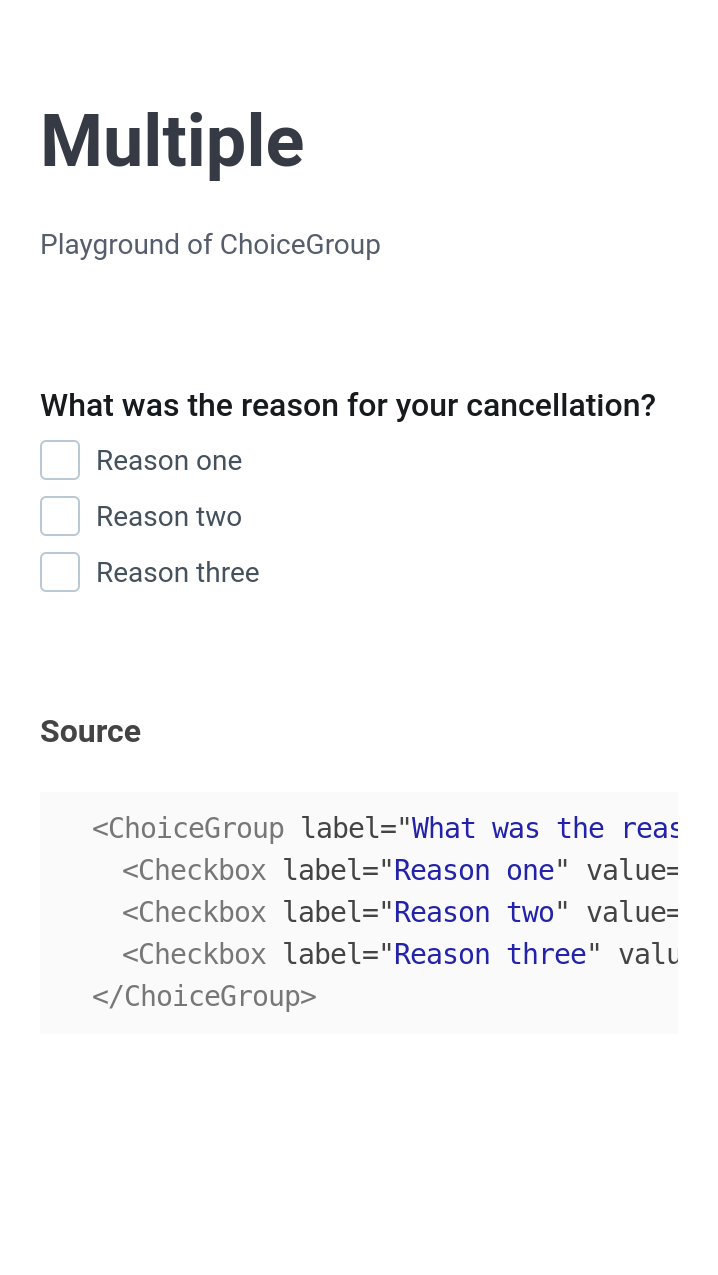 Multiple
Playground of ChoiceGroup
What was the reason for your cancellation?
Reason one
Reason two
Reason three
Source
<ChoiceGroup label="What was the reas
<Checkbox label="Reason one" value=
<Checkbox label="Reason two" value=
<Checkbox label="Reason three" valu
</ChoiceGroup>